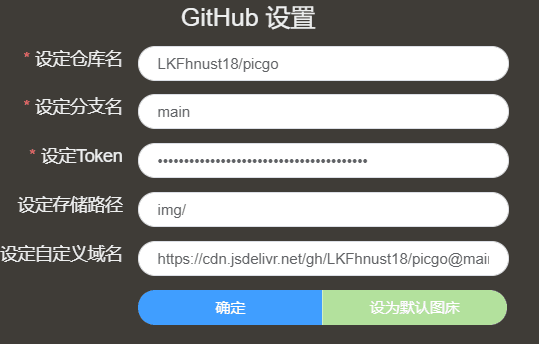 GitHub 设置
* 设定仓库名 LKFhnust18/picgo
* 设定分支名 main
* 设定Token ••••••••••••••••••••••••••••••••••••••••
设定存储路径 img/
设定自定义域名 https://cdn.jsdelivr.net/gh/LKFhnust18/picgo@main
确定 设为默认图床